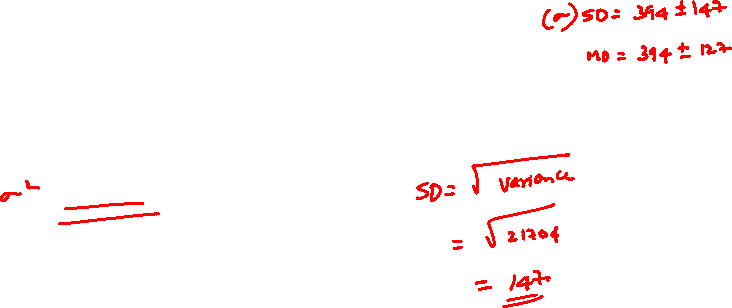 (σ) SD = 394 ± 147
MD = 394 ± 127
σ²
SD = √variance
= √21704
= 147